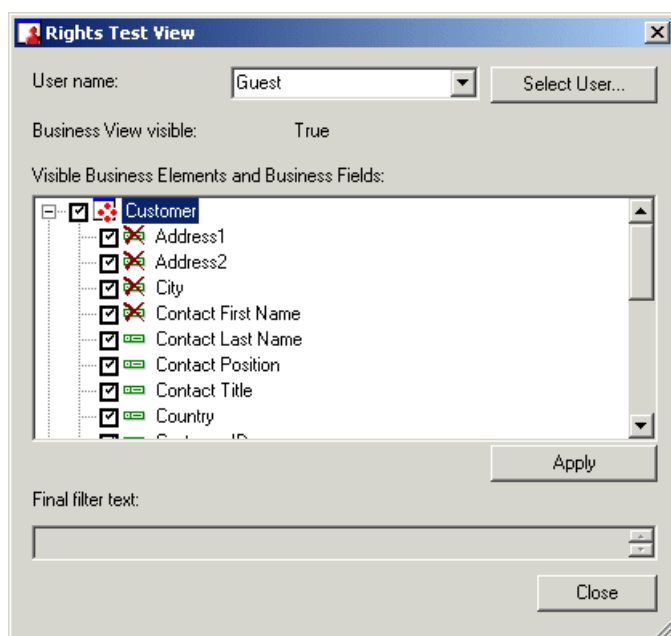 Rights Test View
User name:
Guest
Select User...
Business View visible:
True
Visible Business Elements and Business Fields:
Customer
Address1
Address2
City
Contact First Name
Contact Last Name
Contact Position
Contact Title
Country
Apply
Final filter text:
Close